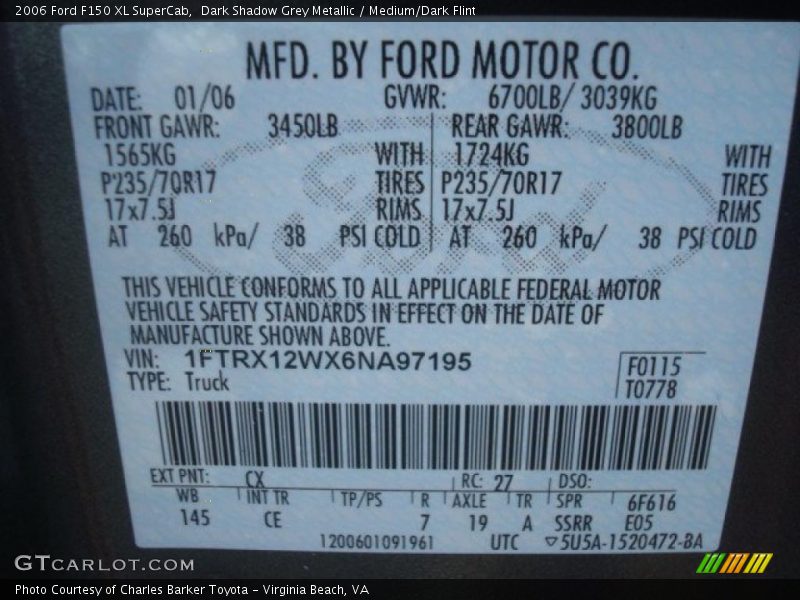 2006 Ford F150 XL SuperCab, Dark Shadow Grey Metallic / Medium/Dark Flint
MFD. BY FORD MOTOR CO.
DATE: 01/06 GVWR: 6700LB/ 3039KG
FRONT GAWR: 3450LB REAR GAWR: 3800LB
1565KG WITH 1724KG WITH
P235/70R17 TIRES P235/70R17 TIRES
17x7.5J RIMS 17x7.5J RIMS
AT 260 kPa/ 38 PSI COLD AT 260 kPa/ 38 PSI COLD
Ford
THIS VEHICLE CONFORMS TO ALL APPLICABLE FEDERAL MOTOR
VEHICLE SAFETY STANDARDS IN EFFECT ON THE DATE OF
MANUFACTURE SHOWN ABOVE.
VIN: 1FTRX12WX6NA97195 F0115
TYPE: Truck T0778
EXT PNT: CX RC: 27 DSO:
WB INT TR TP/PS R AXLE TR SPR 6F616
145 CE 7 19 A SSRR E05
1200601091961 UTC ▽5U5A-1520472-BA
GTCARLOT.COM
Photo Courtesy of Charles Barker Toyota - Virginia Beach, VA